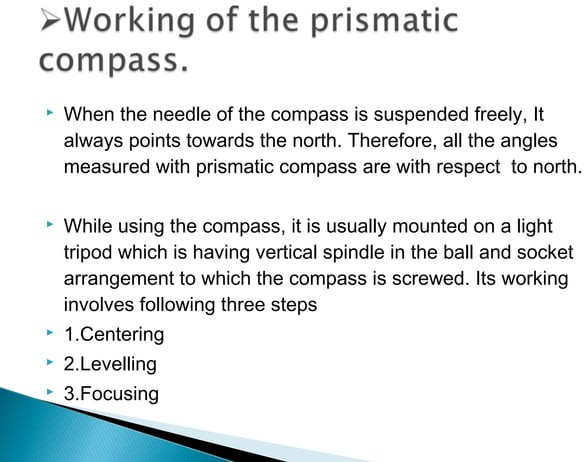 ➢Working of the prismatic
compass.
When the needle of the compass is suspended freely, It
always points towards the north. Therefore, all the angles
measured with prismatic compass are with respect  to north.
While using the compass, it is usually mounted on a light
tripod which is having vertical spindle in the ball and socket
arrangement to which the compass is screwed. Its working
involves following three steps
1.Centering
2.Levelling
3.Focusing